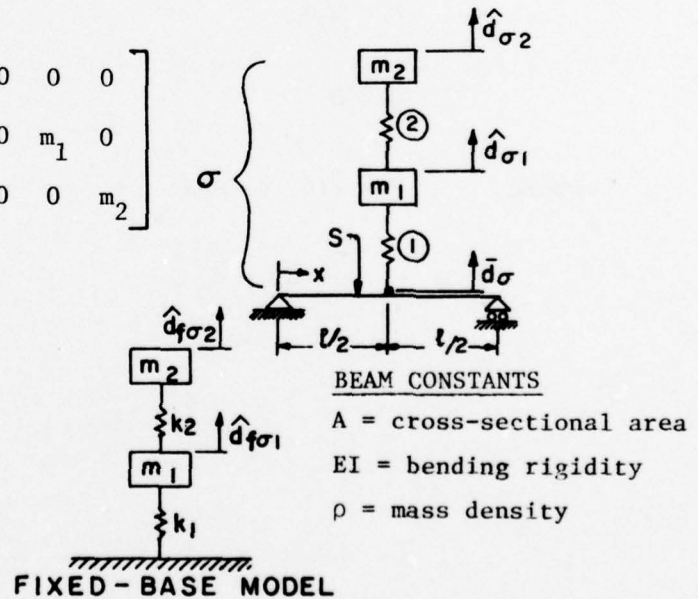 0 0 0
0 m₁ 0
0 0 m₂
σ
m₂
d̂σ2
②
m₁
d̂σ1
①
S
x
d̄σ
ℓ/2
ℓ/2
d̂fσ2
m₂
k₂
d̂fσ1
m₁
k₁
FIXED-BASE MODEL
BEAM CONSTANTS
A = cross-sectional area
EI = bending rigidity
ρ = mass density